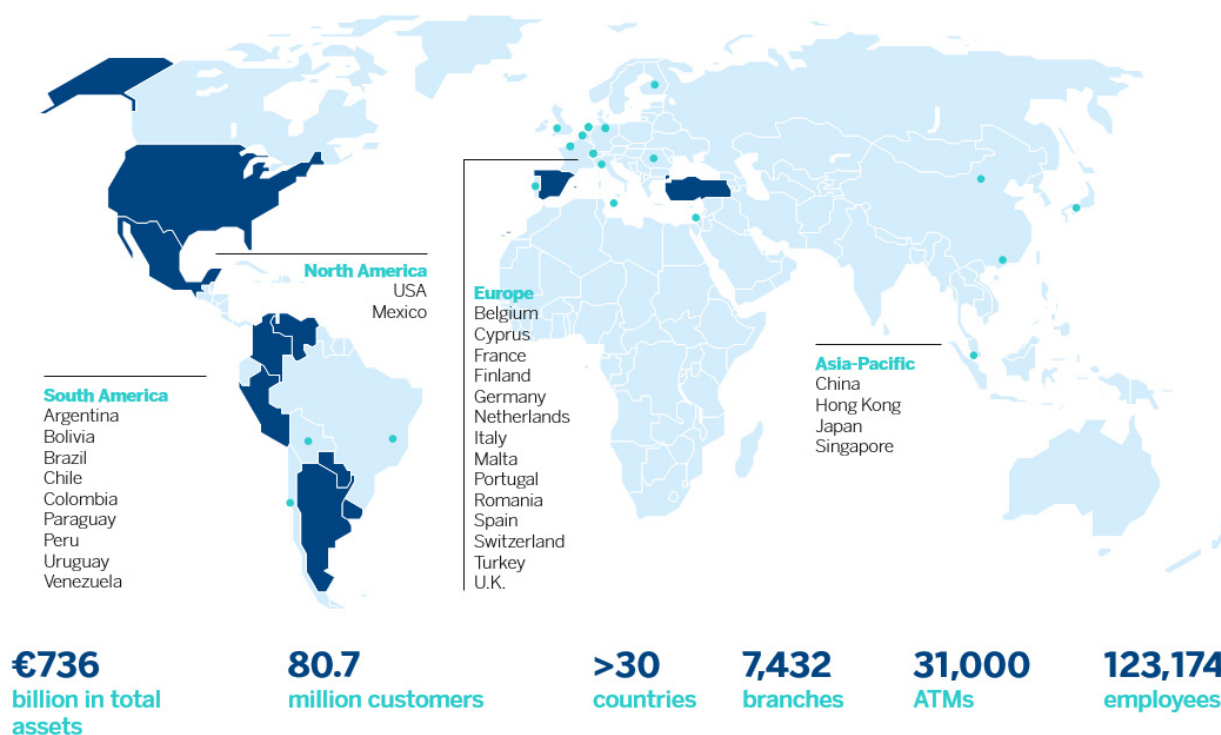 North America
USA
Mexico
South America
Argentina
Bolivia
Brazil
Chile
Colombia
Paraguay
Peru
Uruguay
Venezuela
Europe
Belgium
Cyprus
France
Finland
Germany
Netherlands
Italy
Malta
Portugal
Romania
Spain
Switzerland
Turkey
U.K.
Asia-Pacific
China
Hong Kong
Japan
Singapore
€736
billion in total
assets
80.7
million customers
>30
countries
7,432
branches
31,000
ATMs
123,174
employees